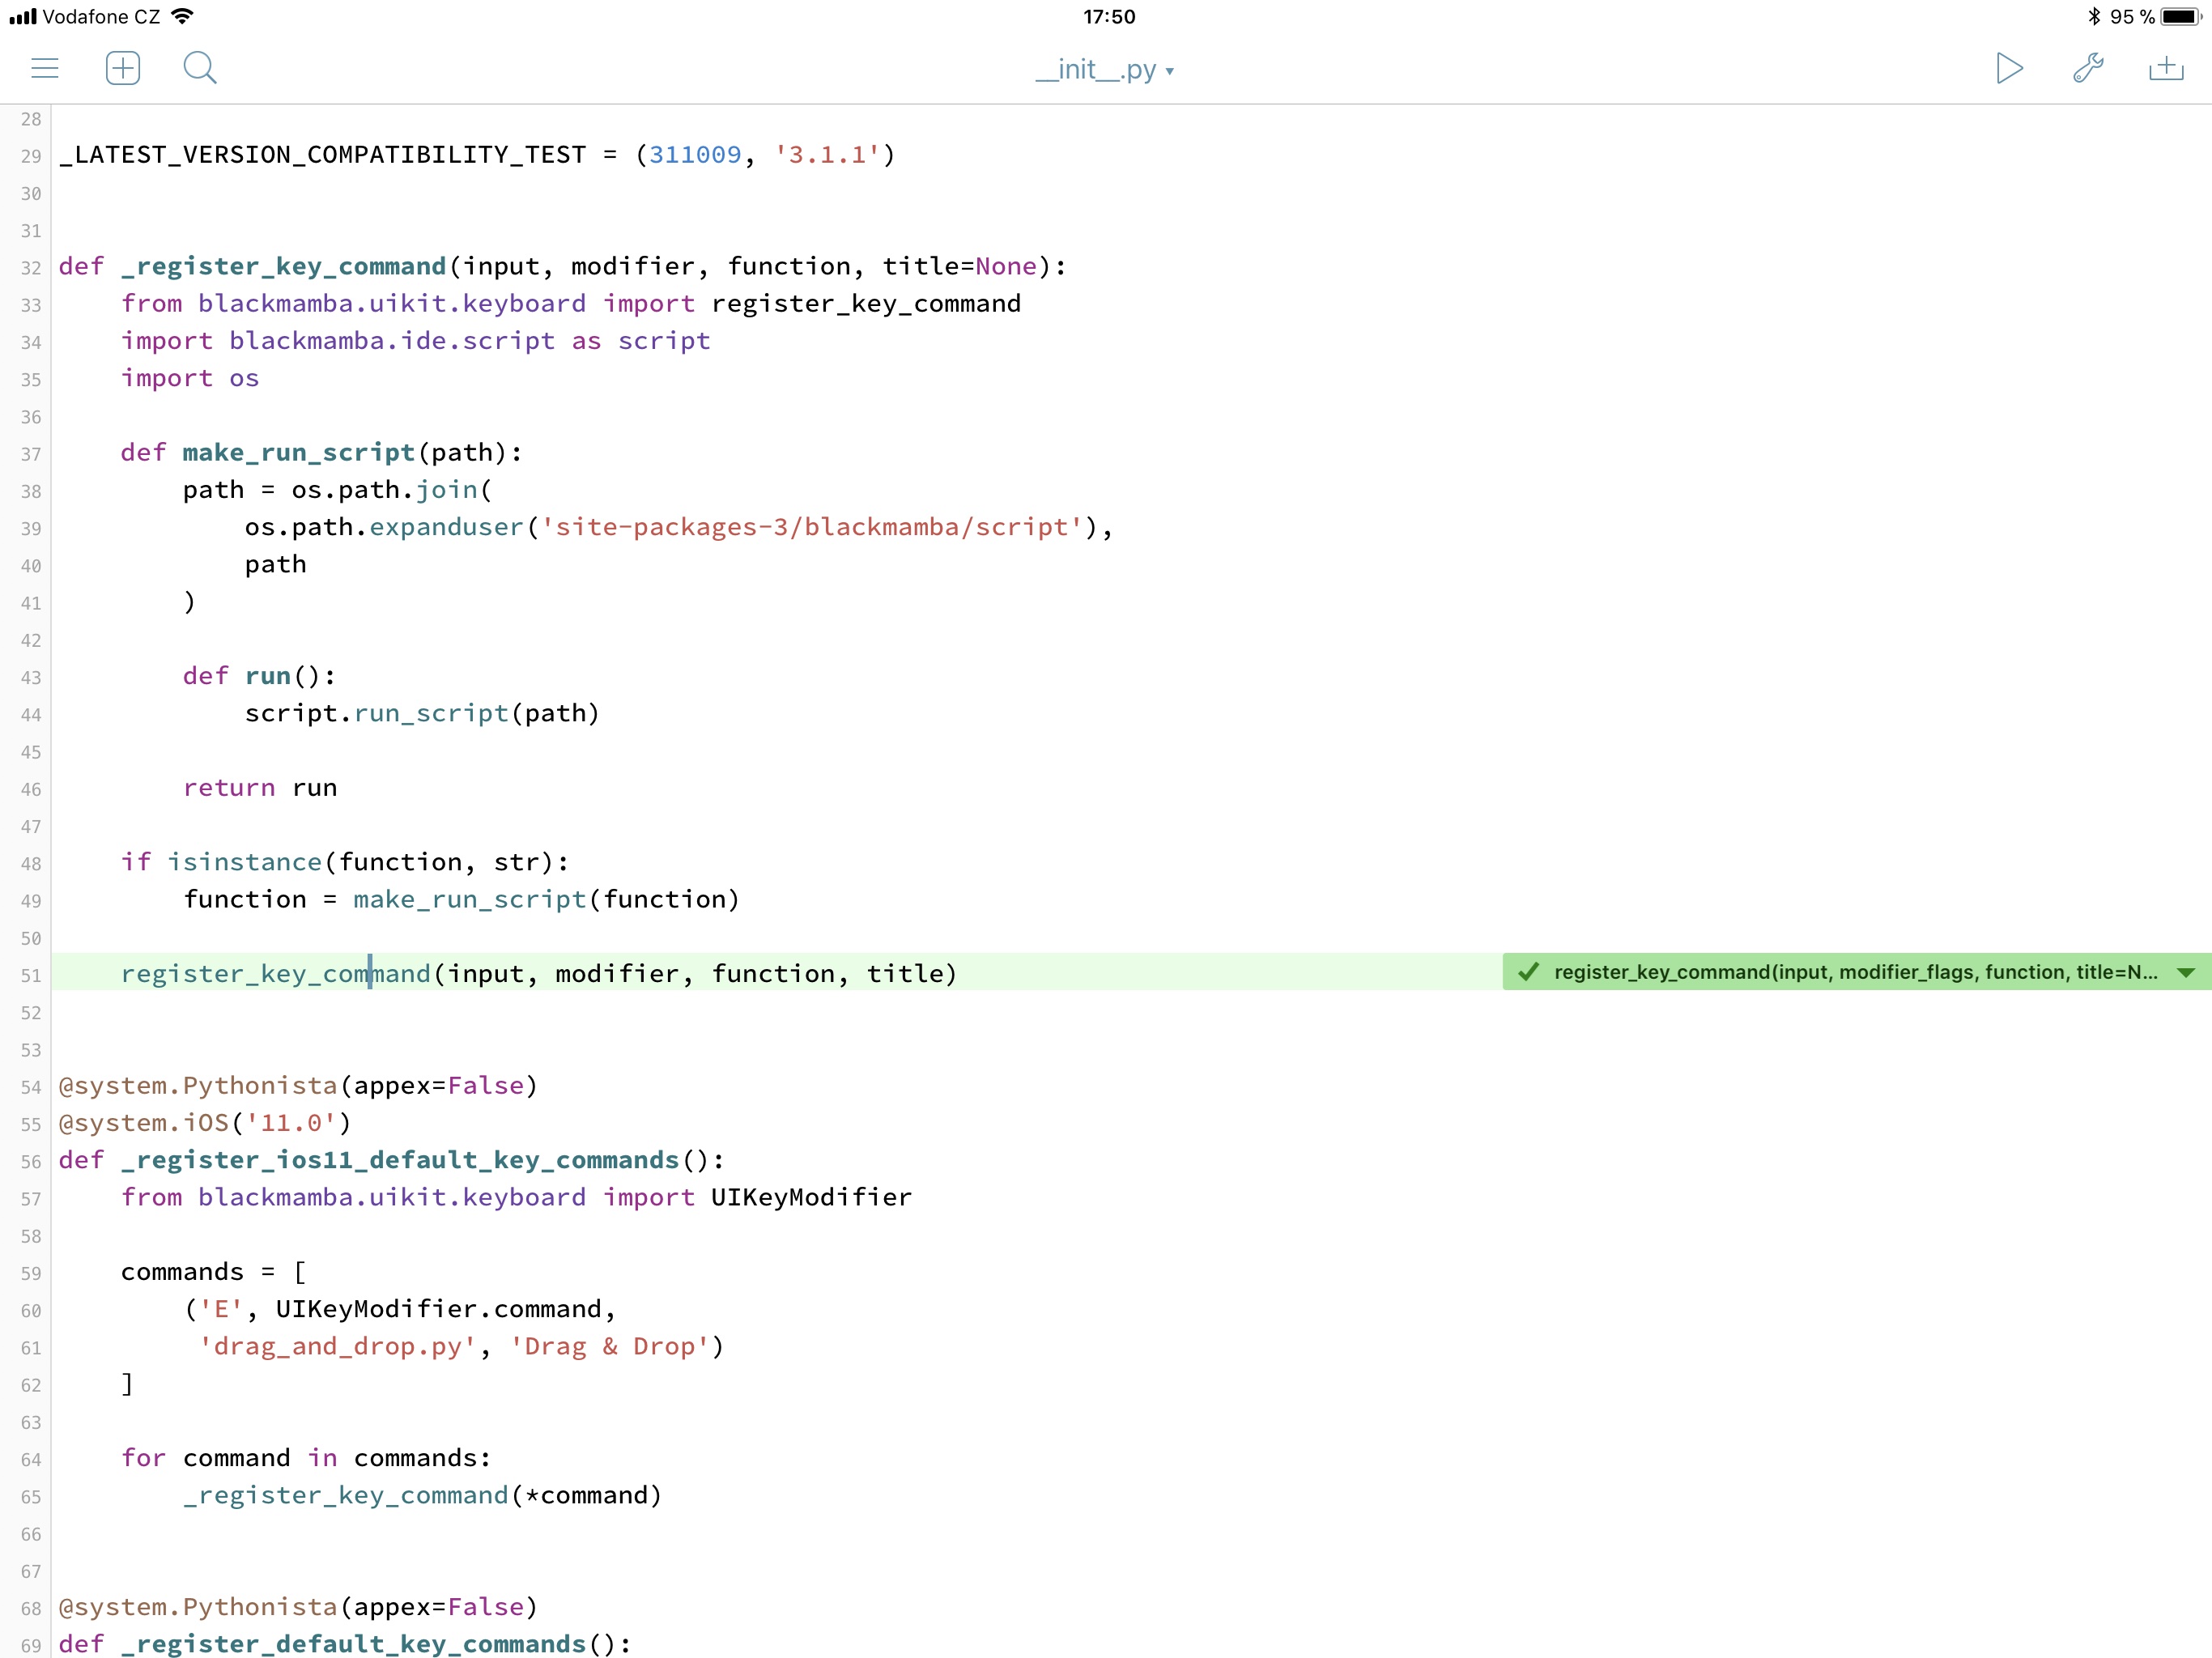 Vodafone CZ 17:50 95 %
__init__.py
28
29 _LATEST_VERSION_COMPATIBILITY_TEST = (311009, '3.1.1')
30
31
32 def _register_key_command(input, modifier, function, title=None):
33     from blackmamba.uikit.keyboard import register_key_command
34     import blackmamba.ide.script as script
35     import os
36
37     def make_run_script(path):
38         path = os.path.join(
39             os.path.expanduser('site-packages-3/blackmamba/script'),
40             path
41         )
42
43         def run():
44             script.run_script(path)
45
46         return run
47
48     if isinstance(function, str):
49         function = make_run_script(function)
50
51     register_key_command(input, modifier, function, title) register_key_command(input, modifier_flags, function, title=N...
52
53
54 @system.Pythonista(appex=False)
55 @system.iOS('11.0')
56 def _register_ios11_default_key_commands():
57     from blackmamba.uikit.keyboard import UIKeyModifier
58
59     commands = [
60         ('E', UIKeyModifier.command,
61          'drag_and_drop.py', 'Drag & Drop')
62     ]
63
64     for command in commands:
65         _register_key_command(*command)
66
67
68 @system.Pythonista(appex=False)
69 def _register_default_key_commands():